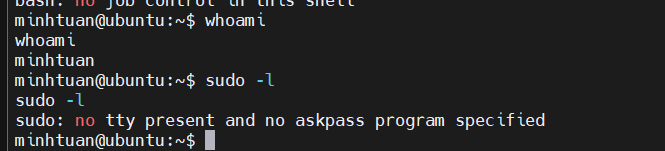 bash: no job control in this shell
minhtuan@ubuntu:~$ whoami
whoami
minhtuan
minhtuan@ubuntu:~$ sudo -l
sudo -l
sudo: no tty present and no askpass program specified
minhtuan@ubuntu:~$